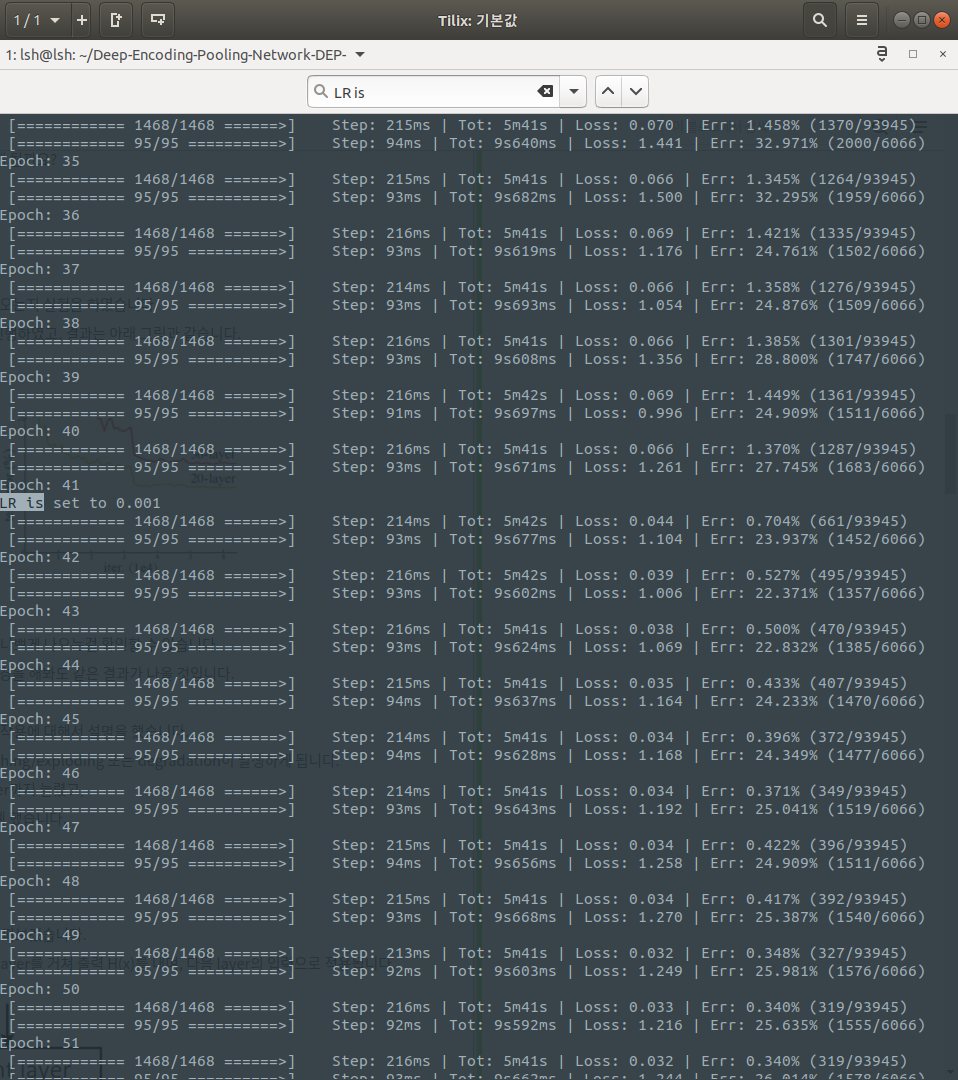 1 / 1
Tilix: 기본값
1: lsh@lsh: ~/Deep-Encoding-Pooling-Network-DEP-
LR is
[============ 1468/1468 ======>] Step: 215ms | Tot: 5m41s | Loss: 0.070 | Err: 1.458% (1370/93945)
[============ 95/95 ==========>] Step: 94ms | Tot: 9s640ms | Loss: 1.441 | Err: 32.971% (2000/6066)
Epoch: 35
[============ 1468/1468 ======>] Step: 215ms | Tot: 5m41s | Loss: 0.066 | Err: 1.345% (1264/93945)
[============ 95/95 ==========>] Step: 93ms | Tot: 9s682ms | Loss: 1.500 | Err: 32.295% (1959/6066)
Epoch: 36
[============ 1468/1468 ======>] Step: 216ms | Tot: 5m41s | Loss: 0.069 | Err: 1.421% (1335/93945)
[============ 95/95 ==========>] Step: 93ms | Tot: 9s619ms | Loss: 1.176 | Err: 24.761% (1502/6066)
Epoch: 37
[============ 1468/1468 ======>] Step: 214ms | Tot: 5m41s | Loss: 0.066 | Err: 1.358% (1276/93945)
[============ 95/95 ==========>] Step: 93ms | Tot: 9s693ms | Loss: 1.054 | Err: 24.876% (1509/6066)
Epoch: 38
[============ 1468/1468 ======>] Step: 216ms | Tot: 5m41s | Loss: 0.066 | Err: 1.385% (1301/93945)
[============ 95/95 ==========>] Step: 93ms | Tot: 9s608ms | Loss: 1.356 | Err: 28.800% (1747/6066)
Epoch: 39
[============ 1468/1468 ======>] Step: 216ms | Tot: 5m41s | Loss: 0.069 | Err: 1.449% (1361/93945)
[============ 95/95 ==========>] Step: 91ms | Tot: 9s697ms | Loss: 0.996 | Err: 24.909% (1511/6066)
Epoch: 40
[============ 1468/1468 ======>] Step: 216ms | Tot: 5m41s | Loss: 0.066 | Err: 1.370% (1287/93945)
[============ 95/95 ==========>] Step: 93ms | Tot: 9s671ms | Loss: 1.261 | Err: 27.745% (1683/6066)
Epoch: 41
LR is set to 0.001
[============ 1468/1468 ======>] Step: 214ms | Tot: 5m42s | Loss: 0.044 | Err: 0.704% (661/93945)
[============ 95/95 ==========>] Step: 93ms | Tot: 9s677ms | Loss: 1.104 | Err: 23.937% (1452/6066)
Epoch: 42
[============ 1468/1468 ======>] Step: 216ms | Tot: 5m42s | Loss: 0.039 | Err: 0.527% (495/93945)
[============ 95/95 ==========>] Step: 93ms | Tot: 9s602ms | Loss: 1.006 | Err: 22.371% (1357/6066)
Epoch: 43
[============ 1468/1468 ======>] Step: 216ms | Tot: 5m41s | Loss: 0.038 | Err: 0.500% (470/93945)
[============ 95/95 ==========>] Step: 93ms | Tot: 9s624ms | Loss: 1.069 | Err: 22.832% (1385/6066)
Epoch: 44
[============ 1468/1468 ======>] Step: 215ms | Tot: 5m41s | Loss: 0.035 | Err: 0.433% (407/93945)
[============ 95/95 ==========>] Step: 94ms | Tot: 9s637ms | Loss: 1.164 | Err: 24.233% (1470/6066)
Epoch: 45
[============ 1468/1468 ======>] Step: 214ms | Tot: 5m41s | Loss: 0.034 | Err: 0.396% (372/93945)
[============ 95/95 ==========>] Step: 94ms | Tot: 9s628ms | Loss: 1.168 | Err: 24.349% (1477/6066)
Epoch: 46
[============ 1468/1468 ======>] Step: 214ms | Tot: 5m41s | Loss: 0.034 | Err: 0.371% (349/93945)
[============ 95/95 ==========>] Step: 93ms | Tot: 9s643ms | Loss: 1.192 | Err: 25.041% (1519/6066)
Epoch: 47
[============ 1468/1468 ======>] Step: 215ms | Tot: 5m41s | Loss: 0.034 | Err: 0.422% (396/93945)
[============ 95/95 ==========>] Step: 94ms | Tot: 9s656ms | Loss: 1.258 | Err: 24.909% (1511/6066)
Epoch: 48
[============ 1468/1468 ======>] Step: 215ms | Tot: 5m41s | Loss: 0.034 | Err: 0.417% (392/93945)
[============ 95/95 ==========>] Step: 93ms | Tot: 9s668ms | Loss: 1.270 | Err: 25.387% (1540/6066)
Epoch: 49
[============ 1468/1468 ======>] Step: 213ms | Tot: 5m41s | Loss: 0.032 | Err: 0.348% (327/93945)
[============ 95/95 ==========>] Step: 92ms | Tot: 9s603ms | Loss: 1.249 | Err: 25.981% (1576/6066)
Epoch: 50
[============ 1468/1468 ======>] Step: 216ms | Tot: 5m41s | Loss: 0.033 | Err: 0.340% (319/93945)
[============ 95/95 ==========>] Step: 92ms | Tot: 9s592ms | Loss: 1.216 | Err: 25.635% (1555/6066)
Epoch: 51
[============ 1468/1468 ======>] Step: 216ms | Tot: 5m41s | Loss: 0.032 | Err: 0.340% (319/93945)